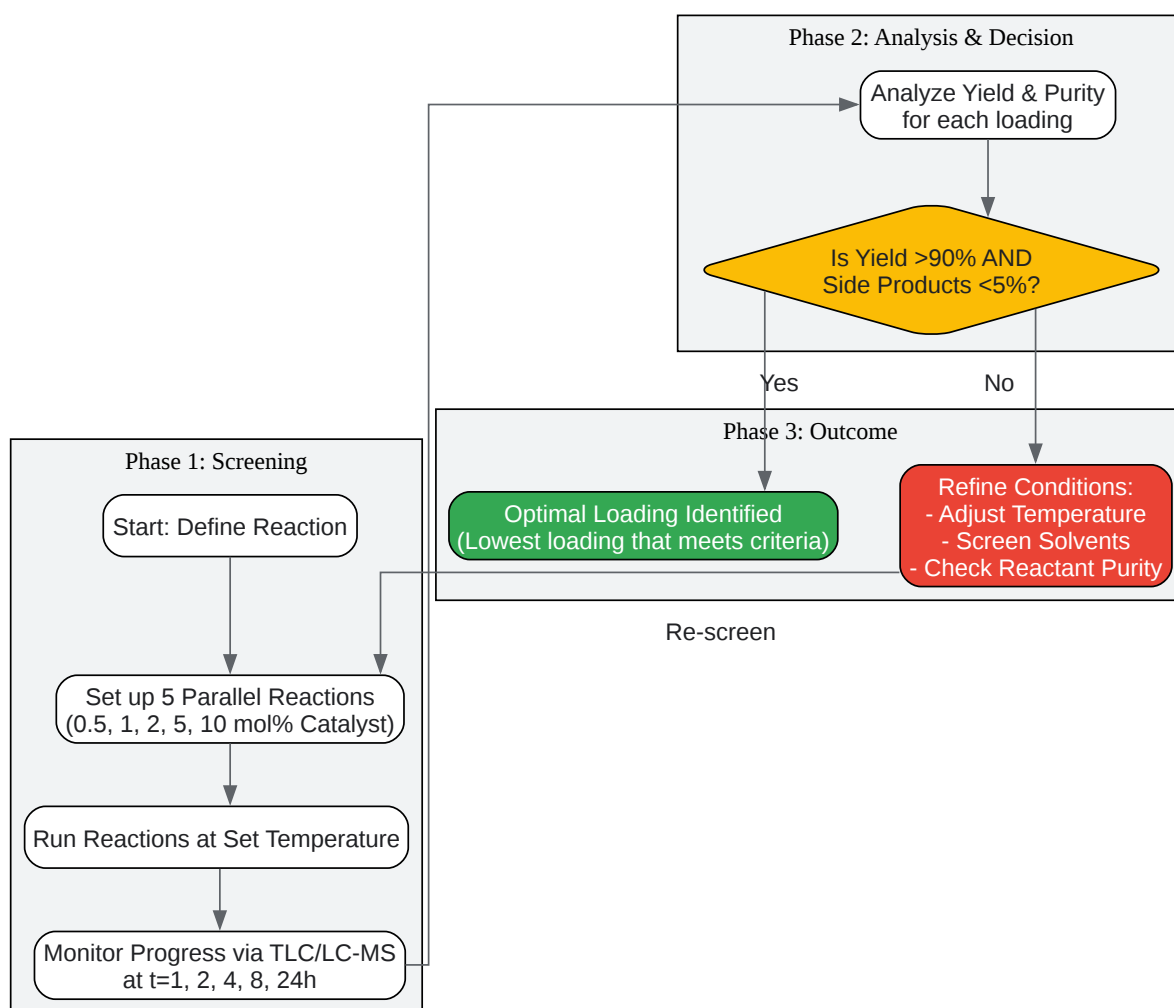 Phase 2: Analysis & Decision
Analyze Yield & Purity
for each loading
Is Yield >90% AND
Side Products <5%?
Yes
No
Phase 3: Outcome
Optimal Loading Identified
(Lowest loading that meets criteria)
Refine Conditions:
- Adjust Temperature
- Screen Solvents
- Check Reactant Purity
Re-screen
Phase 1: Screening
Start: Define Reaction
Set up 5 Parallel Reactions
(0.5, 1, 2, 5, 10 mol% Catalyst)
Run Reactions at Set Temperature
Monitor Progress via TLC/LC-MS
at t=1, 2, 4, 8, 24h